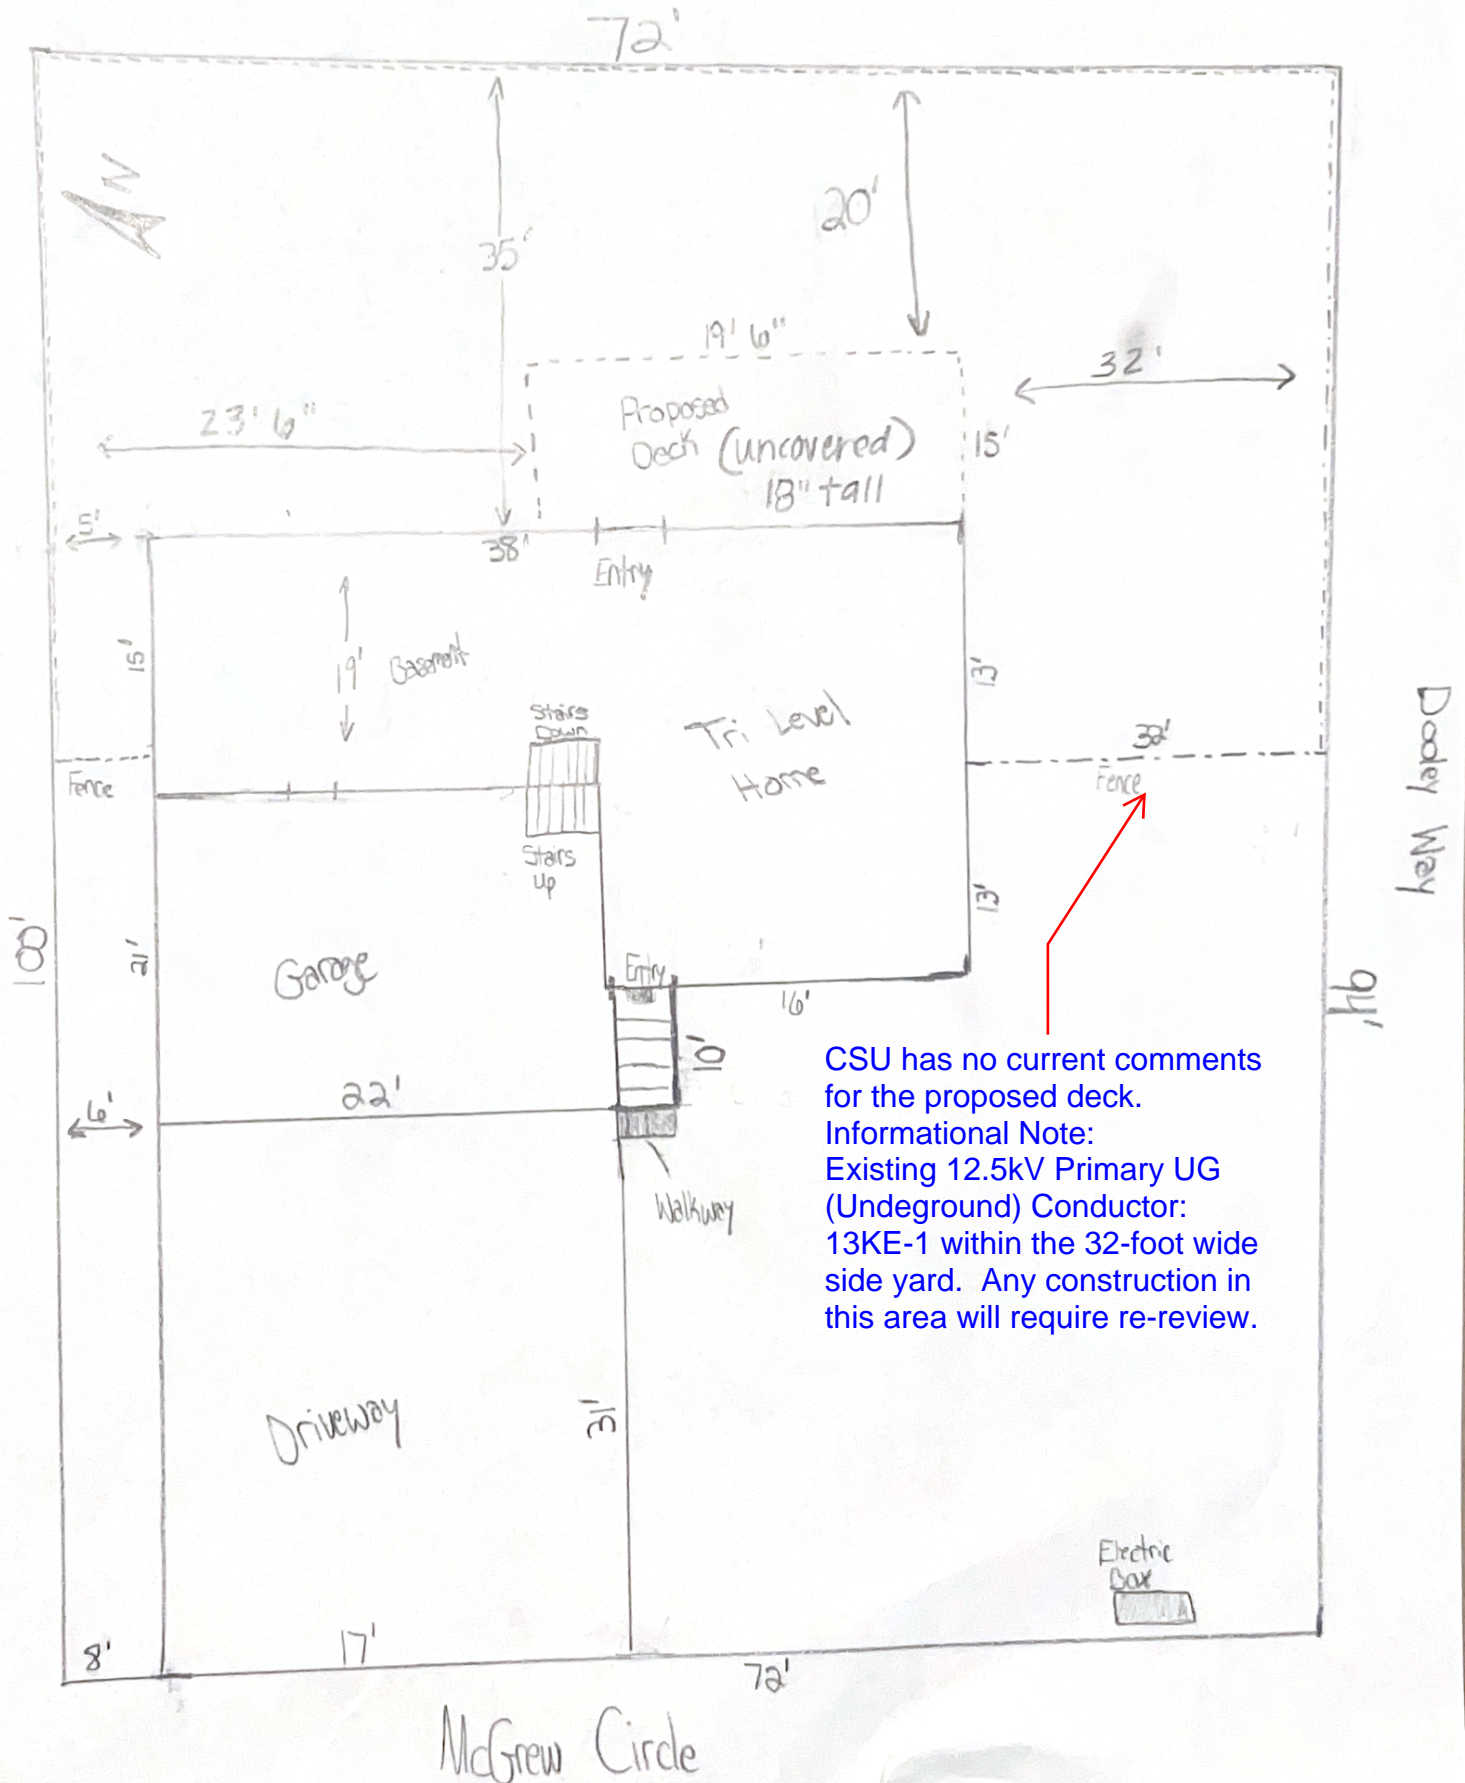 72'
N
35'
20'
19' 6"
32'
23' 6"
Proposed
Deck (uncovered)
18" tall
15'
5'
38'
Entry
15'
19'
Basement
13'
Stairs
Down
Tri Level
Home
32'
Fence
Fence
Dooley Way
Stairs
Up
13'
100'
21'
Garage
Entry
16'
94'
10'
CSU has no current comments
for the proposed deck.
Informational Note:
Existing 12.5kV Primary UG
(Undeground) Conductor:
13KE-1 within the 32-foot wide
side yard. Any construction in
this area will require re-review.
22'
6'
Walkway
Driveway
31'
Electric
Box
8'
17'
72'
McGrew Circle